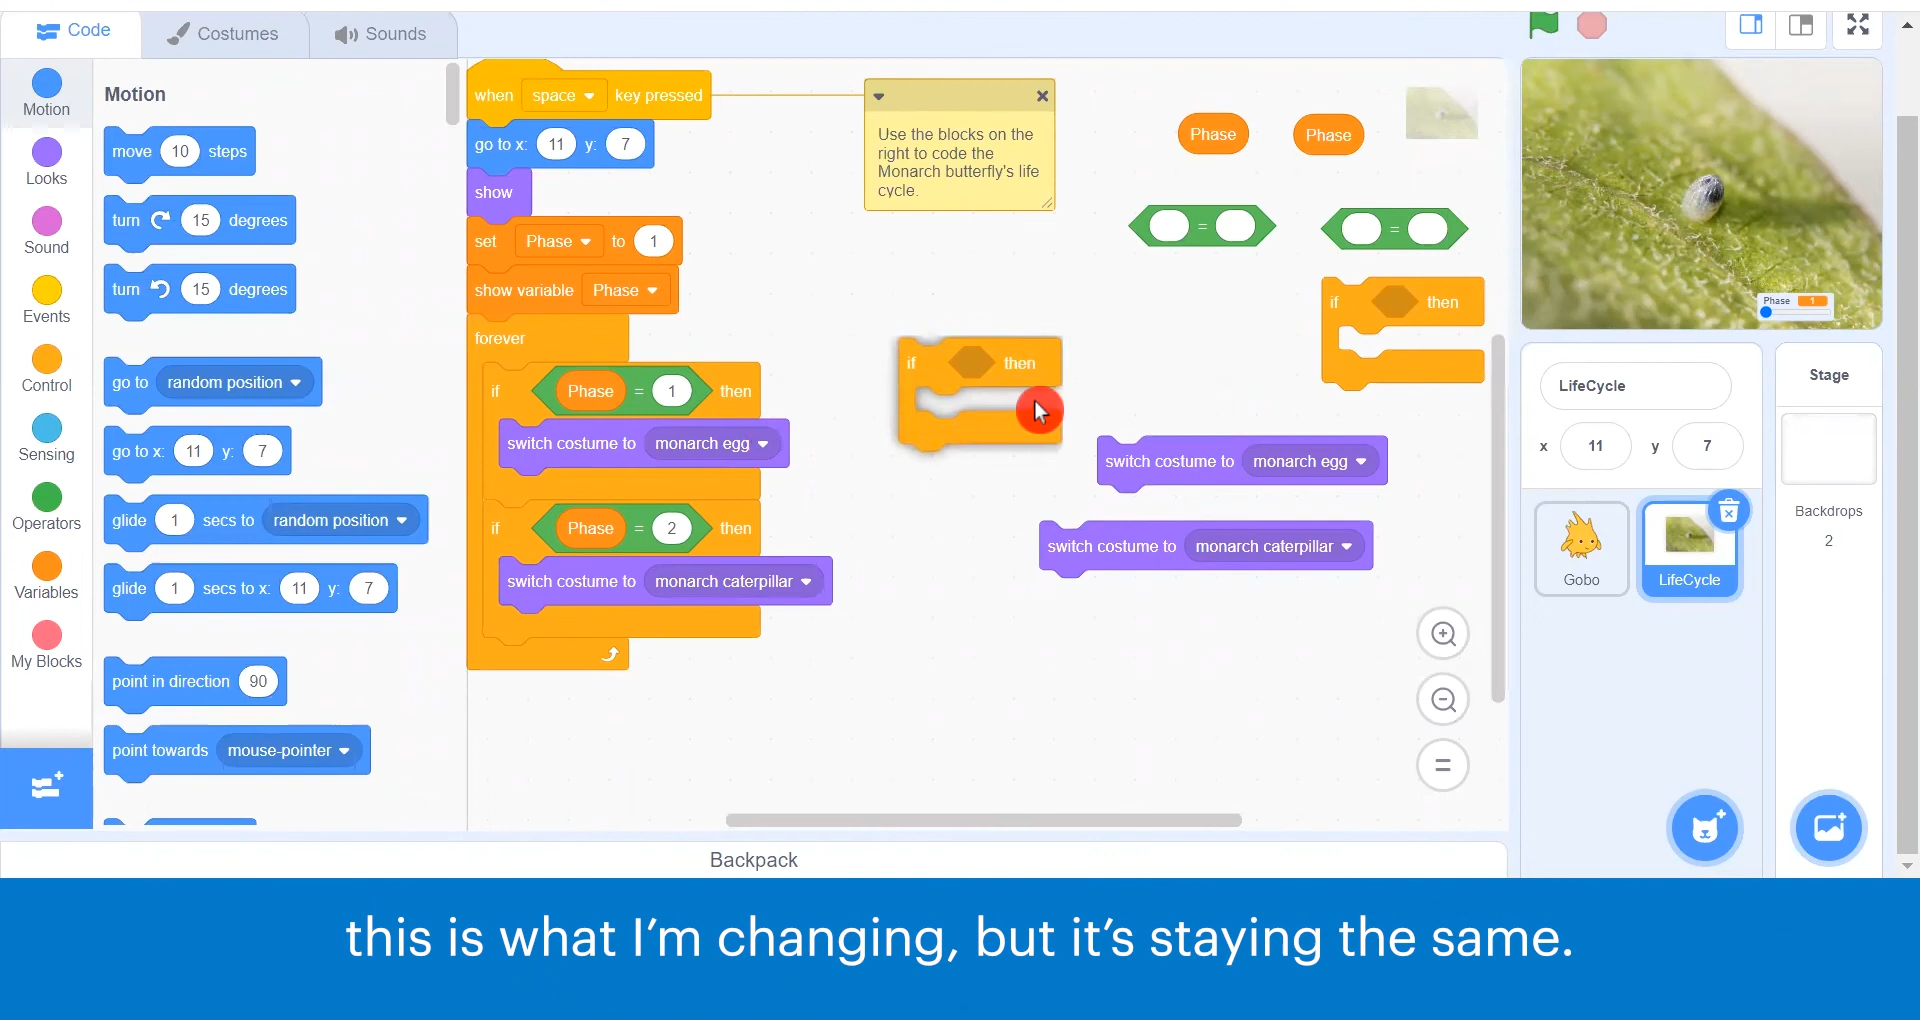 Code
Costumes
Sounds
Motion
Looks
Sound
Events
Control
Sensing
Operators
Variables
My Blocks
Motion
move 10 steps
turn 15 degrees
turn 15 degrees
go to random position
go to x: 11 y: 7
glide 1 secs to random position
glide 1 secs to x: 11 y: 7
point in direction 90
point towards mouse-pointer
when space key pressed
go to x: 11 y: 7
show
set Phase to 1
show variable Phase
forever
if Phase = 1 then
switch costume to monarch egg
if Phase = 2 then
switch costume to monarch caterpillar
Use the blocks on the
right to code the
Monarch butterfly's life
cycle.
Phase Phase
= =
if then
if then
switch costume to monarch egg
switch costume to monarch caterpillar
Backpack
Phase 1
LifeCycle
x 11 y 7
Gobo
LifeCycle
Stage
Backdrops
2
this is what I'm changing, but it's staying the same.